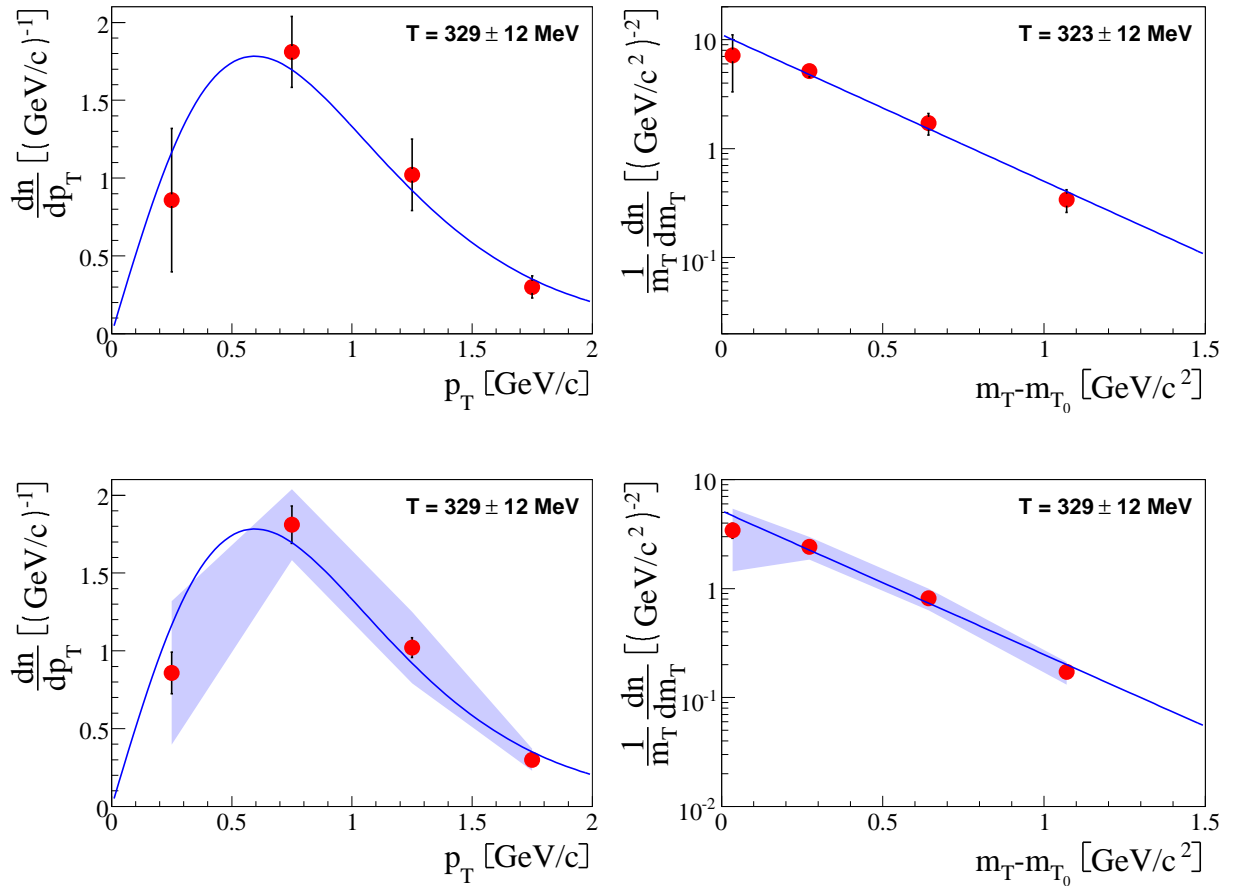 T = 329 ± 12 MeV
dn/dp_T [(GeV/c)^-1]
2
1.5
1
0.5
0
0 0.5 1 1.5 2
p_T [GeV/c]
T = 323 ± 12 MeV
1/m_T dn/dm_T [(GeV/c^2)^-2]
10
1
10^-1
0 0.5 1 1.5
m_T-m_T_0 [GeV/c^2]
T = 329 ± 12 MeV
dn/dp_T [(GeV/c)^-1]
2
1.5
1
0.5
0
0 0.5 1 1.5 2
p_T [GeV/c]
T = 329 ± 12 MeV
1/m_T dn/dm_T [(GeV/c^2)^-2]
10
1
10^-1
10^-2
0 0.5 1 1.5
m_T-m_T_0 [GeV/c^2]